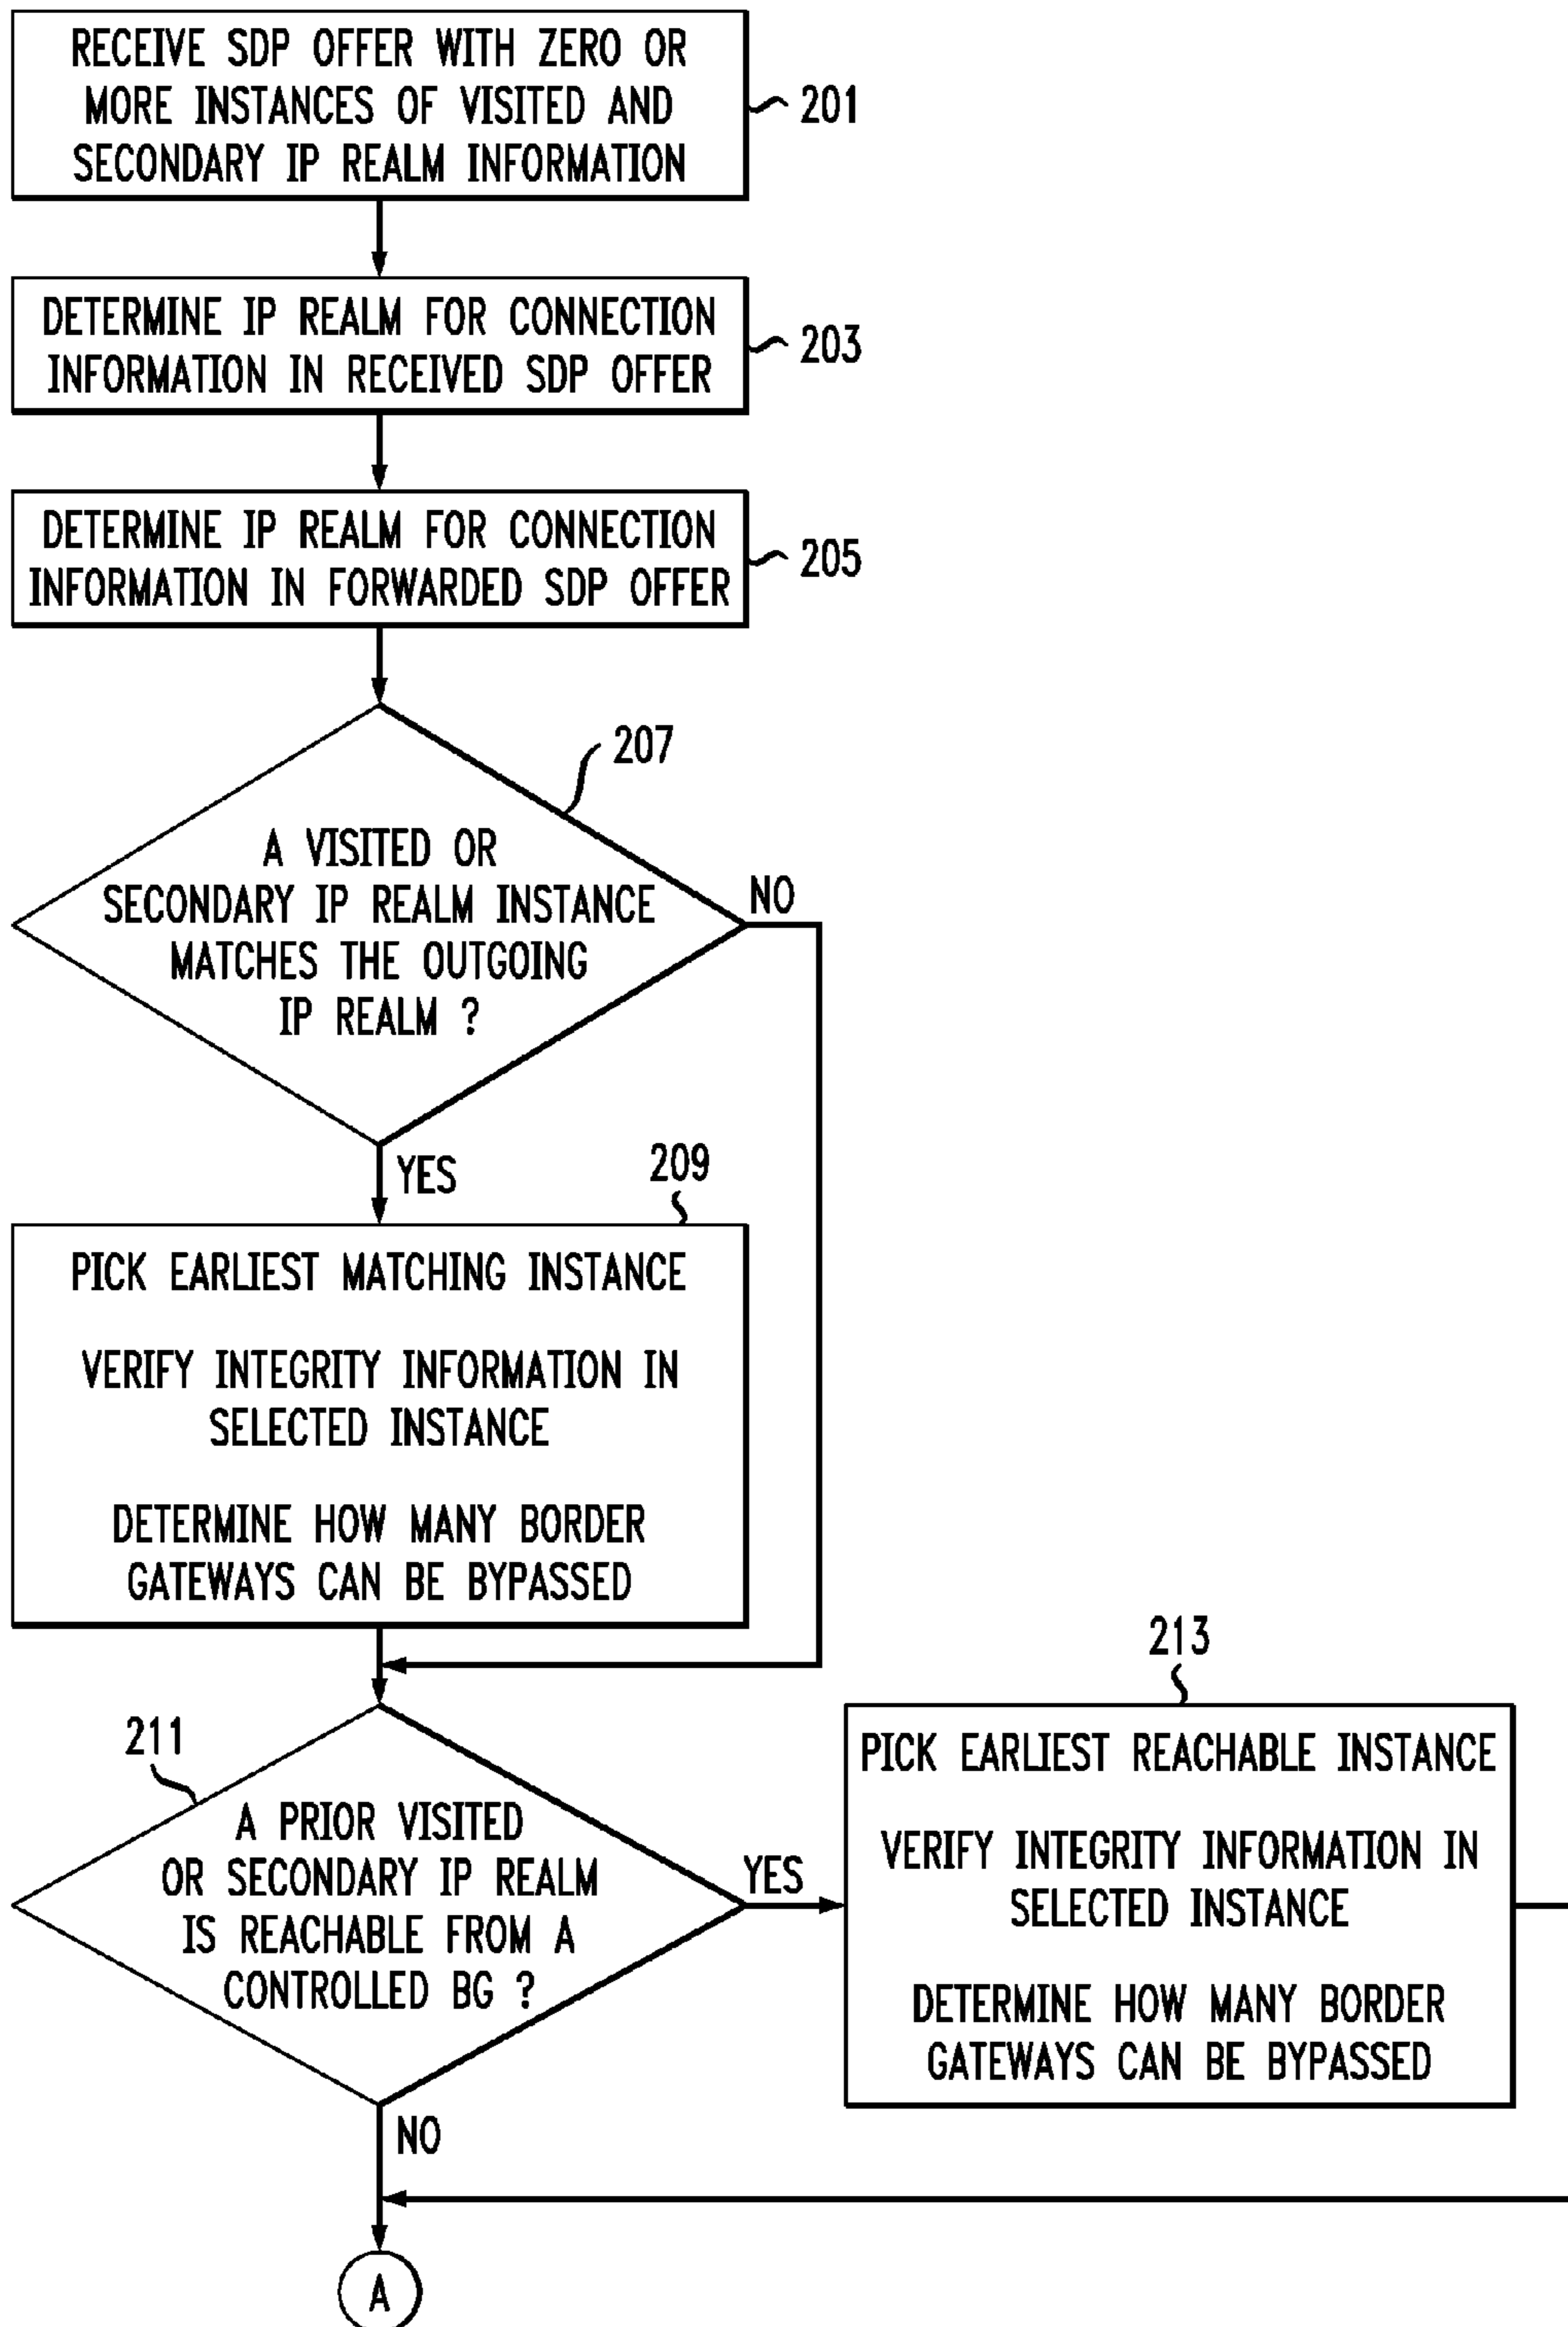 RECEIVE SDP OFFER WITH ZERO OR
MORE INSTANCES OF VISITED AND
SECONDARY IP REALM INFORMATION
201
DETERMINE IP REALM FOR CONNECTION
INFORMATION IN RECEIVED SDP OFFER
203
DETERMINE IP REALM FOR CONNECTION
INFORMATION IN FORWARDED SDP OFFER
205
207
A VISITED OR
SECONDARY IP REALM INSTANCE
MATCHES THE OUTGOING
IP REALM ?
NO
YES
209
PICK EARLIEST MATCHING INSTANCE
VERIFY INTEGRITY INFORMATION IN
SELECTED INSTANCE
DETERMINE HOW MANY BORDER
GATEWAYS CAN BE BYPASSED
211
A PRIOR VISITED
OR SECONDARY IP REALM
IS REACHABLE FROM A
CONTROLLED BG ?
YES
NO
213
PICK EARLIEST REACHABLE INSTANCE
VERIFY INTEGRITY INFORMATION IN
SELECTED INSTANCE
DETERMINE HOW MANY BORDER
GATEWAYS CAN BE BYPASSED
A